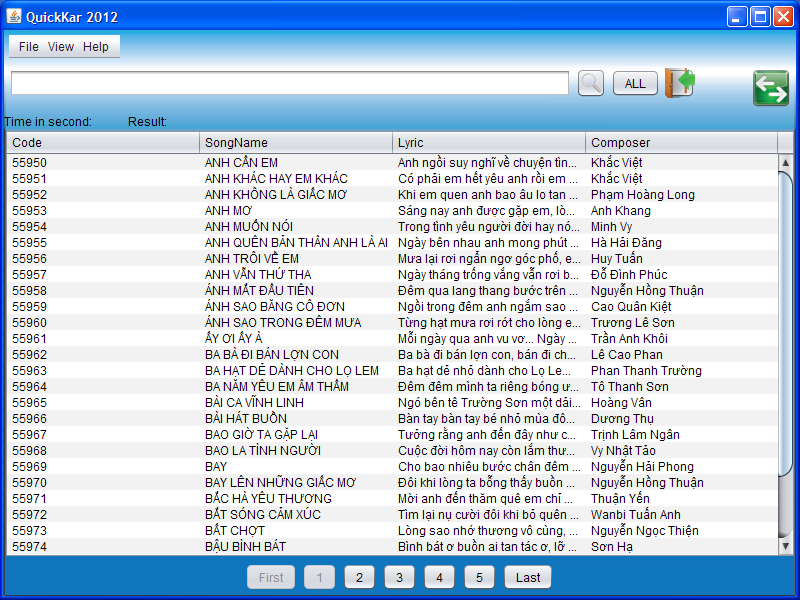 QuickKar 2012
File View Help
ALL
Time in second: Result:
Code SongName Lyric Composer
55950 ANH CẦN EM Anh ngồi suy nghĩ về chuyện tìn... Khắc Việt
55951 ANH KHÁC HAY EM KHÁC Có phải em hết yêu anh rồi em ... Khắc Việt
55952 ANH KHÔNG LÀ GIẤC MƠ Khi em quen anh bao âu lo tan ... Phạm Hoàng Long
55953 ANH MƠ Sáng nay anh được gặp em, lò... Anh Khang
55954 ANH MUỐN NÓI Trong tình yêu người đời hay nó... Minh Vy
55955 ANH QUÊN BẢN THÂN ANH LÀ AI Ngày bên nhau anh mong phút ... Hà Hải Đăng
55956 ANH TRÔI VỀ EM Mưa lại rơi ngẩn ngơ góc phố, e... Huy Tuấn
55957 ANH VẪN THỨ THA Ngày tháng trống vắng vẫn rơi b... Đỗ Đình Phúc
55958 ÁNH MẮT ĐẦU TIÊN Đêm qua lang thang bước trên ... Nguyễn Hồng Thuận
55959 ÁNH SAO BĂNG CÔ ĐƠN Ngồi trong đêm anh ngắm sao ... Cao Quân Kiệt
55960 ÁNH SAO TRONG ĐÊM MƯA Từng hạt mưa rơi rớt cho lòng e... Trương Lê Sơn
55961 ẦY ƠI ẦY À Mỗi ngày qua anh vu vơ... Ngày ... Trần Anh Khôi
55962 BA BÀ ĐI BÁN LỢN CON Ba bà đi bán lợn con, bán đi ch... Lê Cao Phan
55963 BA HẠT DẺ DÀNH CHO LỌ LEM Ba hạt dẻ nhỏ dành cho Lọ Le... Phan Thanh Trường
55964 BA NĂM YÊU EM ÂM THẦM Đêm đêm mình ta riêng bóng ư... Tô Thanh Sơn
55965 BÀI CA VĨNH LINH Ngó bên tê Trường Sơn một dãi... Hoàng Vân
55966 BÀI HÁT BUỒN Bàn tay bàn tay bé nhỏ mùa đô... Dương Thụ
55967 BAO GIỜ TA GẶP LẠI Tưởng rằng anh đến đây như c... Trịnh Lâm Ngân
55968 BAO LA TÌNH NGƯỜI Cuộc đời hôm nay còn lắm thư... Vy Nhật Tảo
55969 BAY Cho bao nhiêu bước chân đêm ... Nguyễn Hải Phong
55970 BAY LÊN NHỮNG GIẤC MƠ Đôi khi lòng ta bỗng thấy buồn ... Nguyễn Hồng Thuận
55971 BẮC HÀ YÊU THƯƠNG Mời anh đến thăm quê em chỉ ... Thuận Yến
55972 BẮT SÓNG CẢM XÚC Tìm lại nụ cười đôi khi bỏ quên ... Wanbi Tuấn Anh
55973 BẤT CHỢT Lòng sao nhớ thương vô cùng, ... Nguyễn Ngọc Thiện
55974 BẬU BÌNH BÁT Bình bát ơ buồn ai tan tác ơ, lỡ ... Sơn Hạ
First 1 2 3 4 5 Last